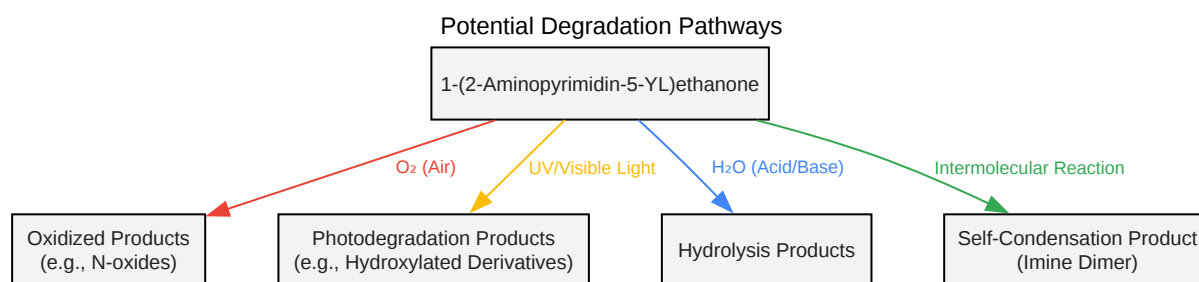 Potential Degradation Pathways
1-(2-Aminopyrimidin-5-YL)ethanone
O₂ (Air)
UV/Visible Light
H₂O (Acid/Base)
Intermolecular Reaction
Oxidized Products
(e.g., N-oxides)
Photodegradation Products
(e.g., Hydroxylated Derivatives)
Hydrolysis Products
Self-Condensation Product
(Imine Dimer)